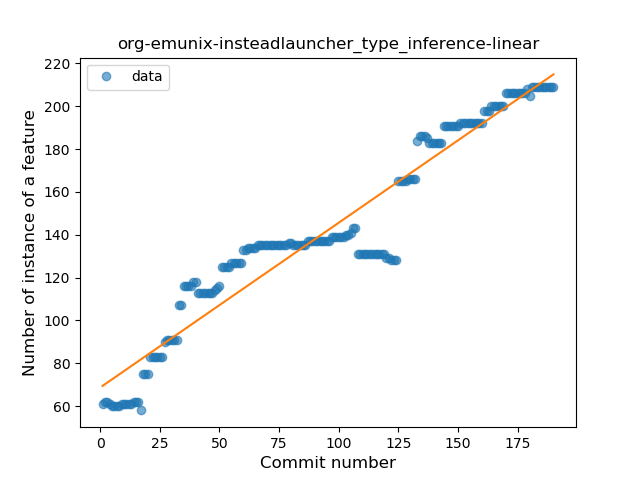 org-emunix-insteadlauncher_type_inference-linear
data
Number of instance of a feature
220
200
180
160
140
120
100
80
60
0 25 50 75 100 125 150 175
Commit number